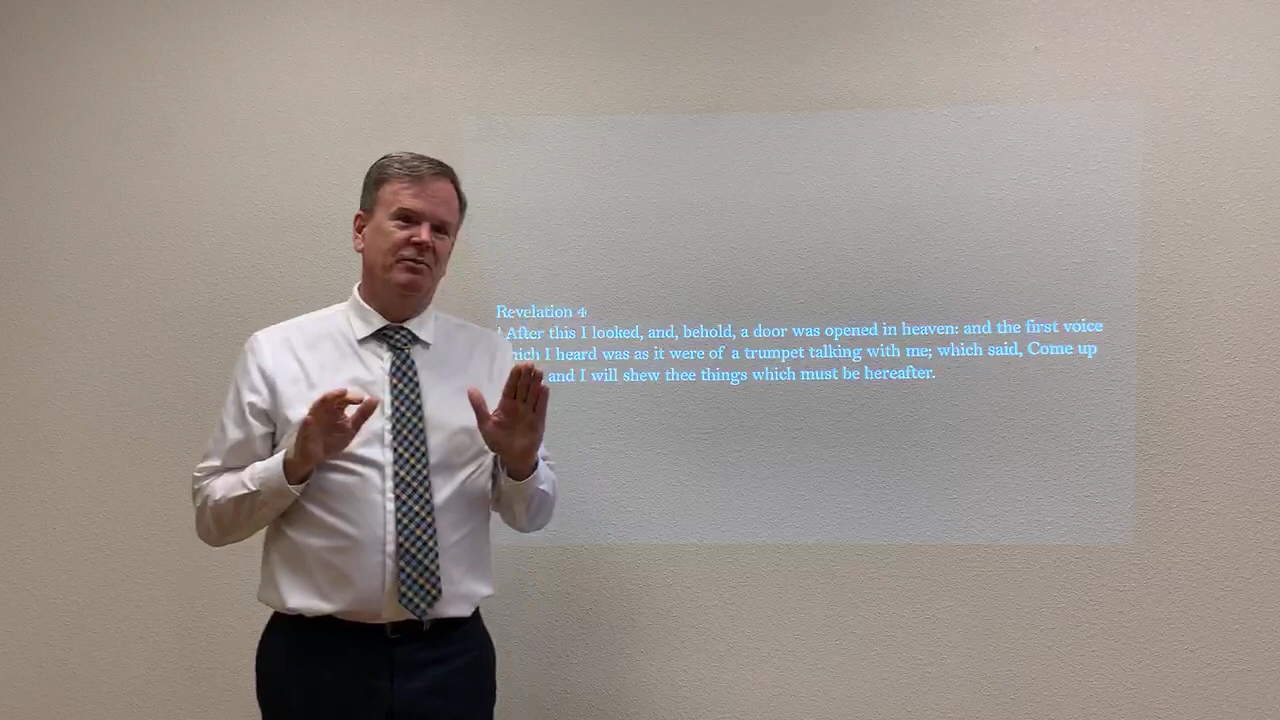 Revelation 4
¹ After this I looked, and, behold, a door was opened in heaven: and the first voice
which I heard was as it were of a trumpet talking with me; which said, Come up
and I will shew thee things which must be hereafter.